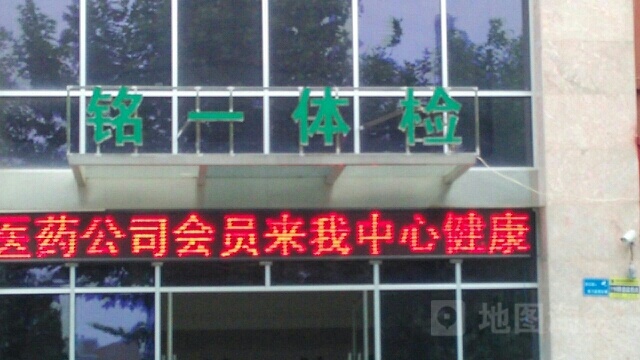 铭一体检
医药公司会员来我中心健康
地图